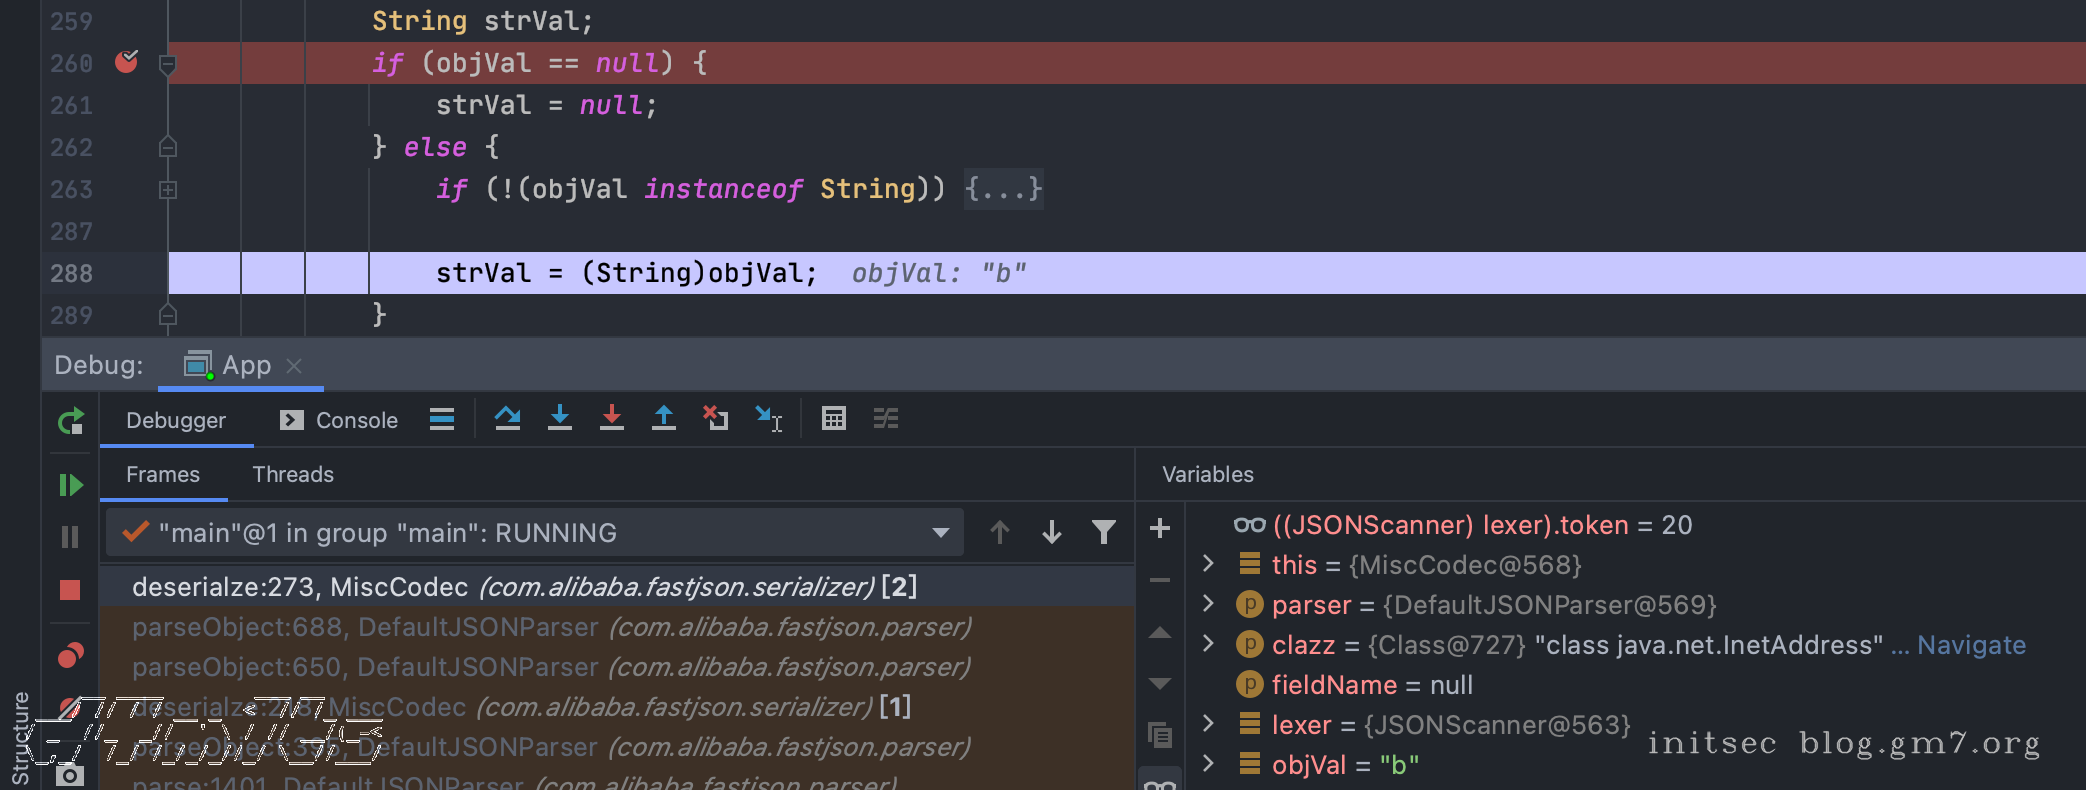 259 String strVal;
260 if (objVal == null) {
261 strVal = null;
262 } else {
263 if (!(objVal instanceof String)) {...}
287
288 strVal = (String)objVal; objVal: "b"
289 }
Debug: App
Debugger Console
Frames Threads
Variables
"main"@1 in group "main": RUNNING
deserialze:273, MiscCodec (com.alibaba.fastjson.serializer) [2]
parseObject:688, DefaultJSONParser (com.alibaba.fastjson.parser)
parseObject:650, DefaultJSONParser (com.alibaba.fastjson.parser)
MiscCodec (com.alibaba.fastjson.serializer) [1]
DefaultJSONParser (com.alibaba.fastjson.parser)
parse:1401, DefaultJSONParser (com.alibaba.fastjson.parser)
((JSONScanner) lexer).token = 20
this = {MiscCodec@568}
p parser = {DefaultJSONParser@569}
p clazz = {Class@727} "class java.net.InetAddress" ... Navigate
p fieldName = null
lexer = {JSONScanner@563}
objVal = "b"
Structure
initsec blog.gm7.org